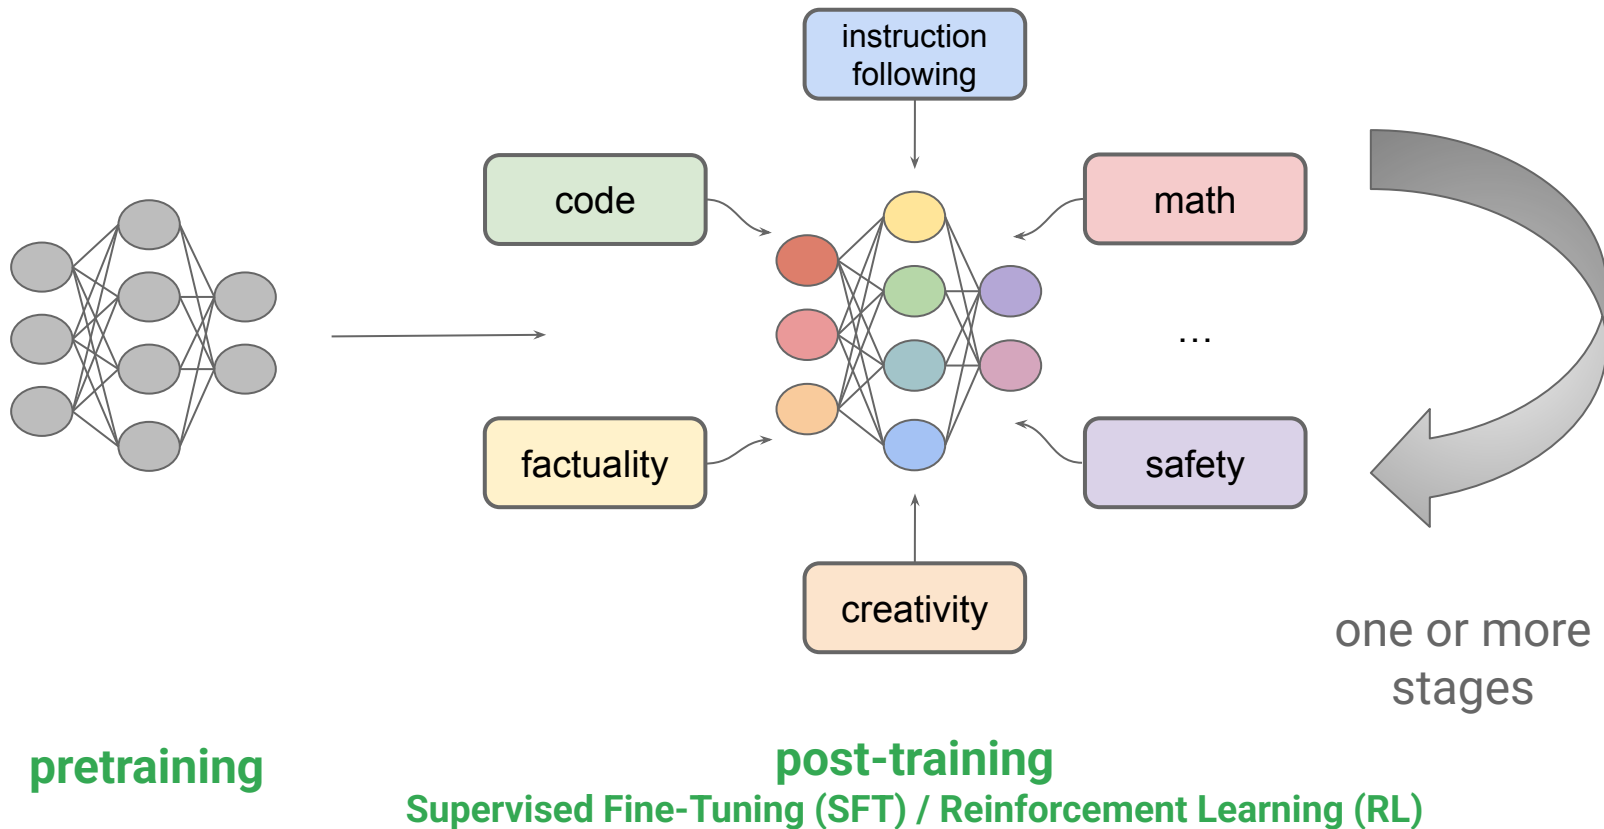 instruction
following
code
math
...
factuality
safety
creativity
one or more
stages
pretraining
post-training
Supervised Fine-Tuning (SFT) / Reinforcement Learning (RL)